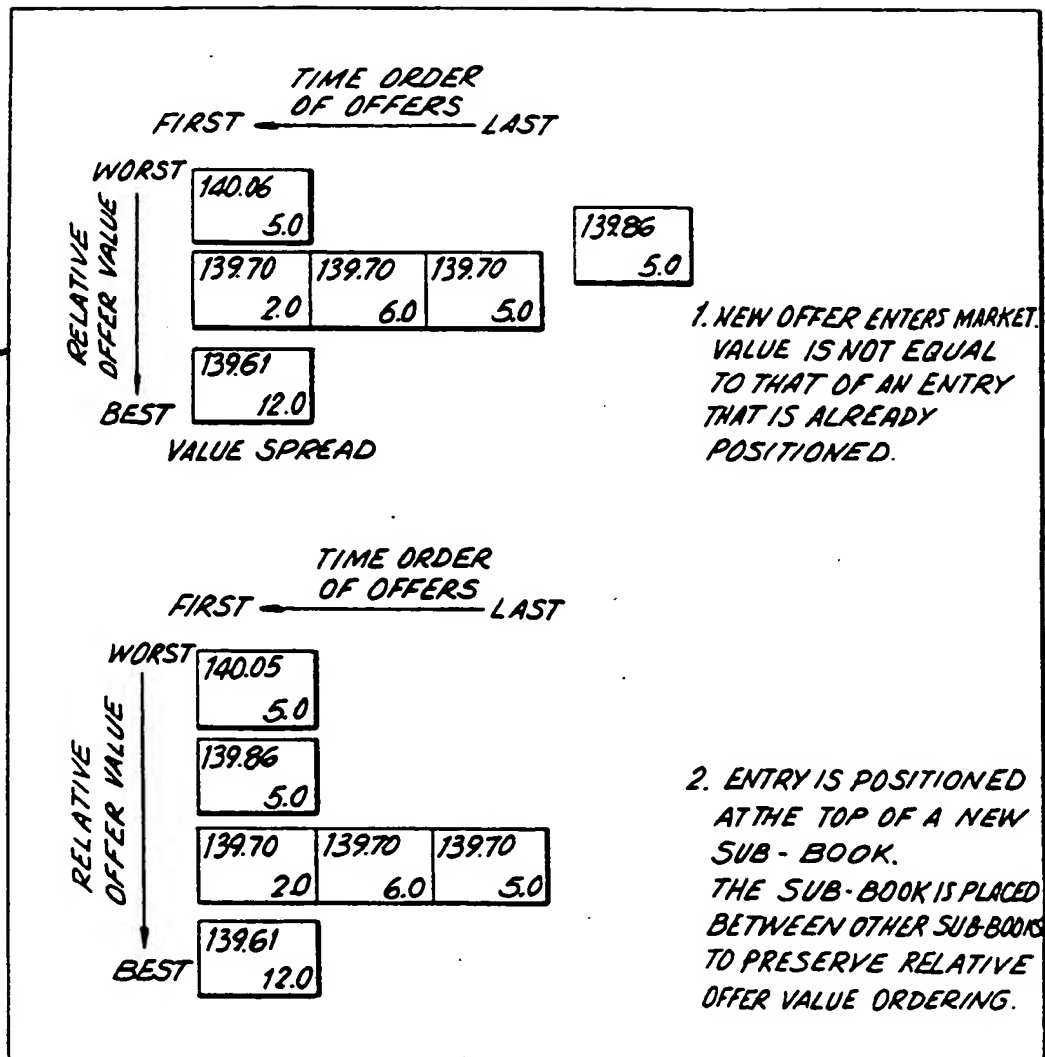 TIME ORDER
OF OFFERS
FIRST LAST
WORST
RELATIVE
OFFER VALUE
BEST
140.06
5.0
139.70 139.70 139.70
2.0 6.0 5.0
139.61
12.0
VALUE SPREAD
139.86
5.0
1. NEW OFFER ENTERS MARKET.
VALUE IS NOT EQUAL
TO THAT OF AN ENTRY
THAT IS ALREADY
POSITIONED.
TIME ORDER
OF OFFERS
FIRST LAST
WORST
RELATIVE
OFFER VALUE
BEST
140.05
5.0
139.86
5.0
139.70 139.70 139.70
2.0 6.0 5.0
139.61
12.0
2. ENTRY IS POSITIONED
AT THE TOP OF A NEW
SUB-BOOK.
THE SUB-BOOK IS PLACED
BETWEEN OTHER SUB-BOOKS
TO PRESERVE RELATIVE
OFFER VALUE ORDERING.